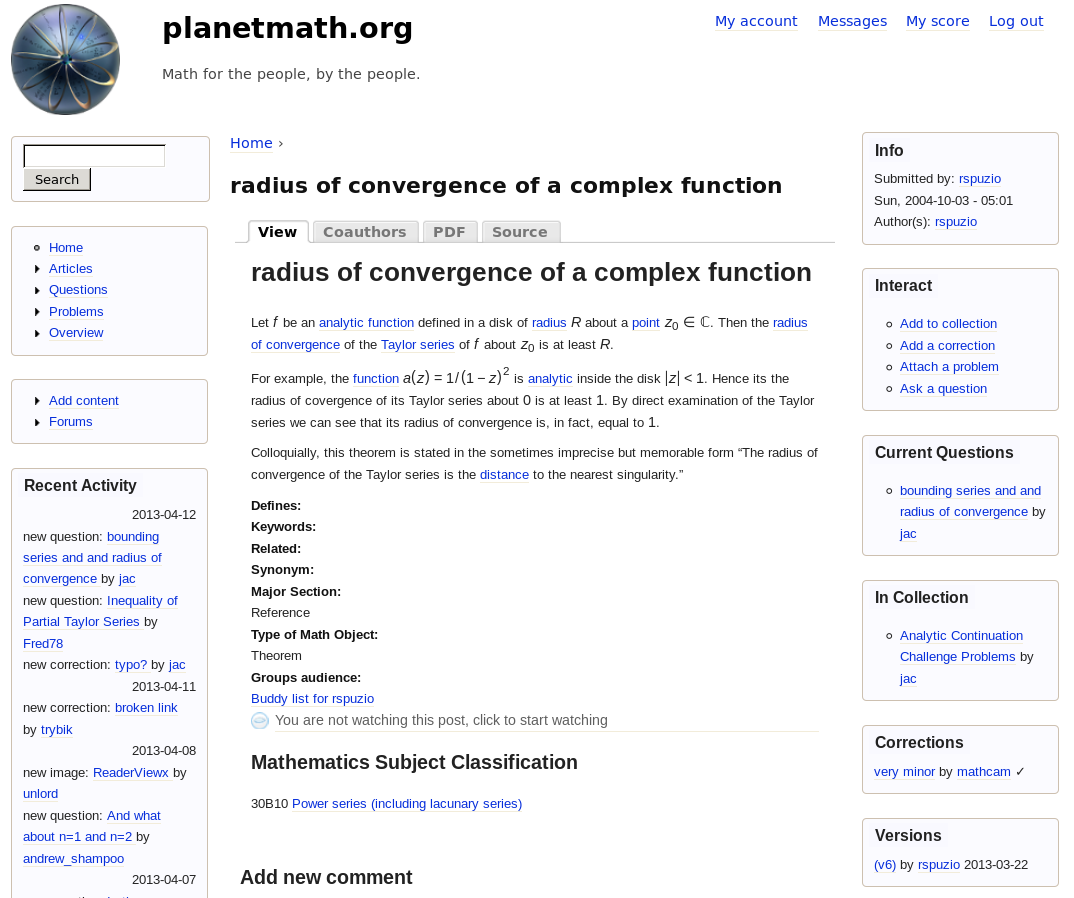 planetmath.org
Math for the people, by the people.
My account Messages My score Log out
Search
Home
Articles
Questions
Problems
Overview
Add content
Forums
Recent Activity
2013-04-12
new question: bounding
series and and radius of
convergence by jac
new question: Inequality of
Partial Taylor Series by
Fred78
new correction: typo? by jac
2013-04-11
new correction: broken link
by trybik
2013-04-08
new image: ReaderViewx by
unlord
new question: And what
about n=1 and n=2 by
andrew_shampoo
2013-04-07
Home ›
radius of convergence of a complex function
View Coauthors PDF Source
radius of convergence of a complex function
Let f be an analytic function defined in a disk of radius R about a point z₀ ∈ ℂ. Then the radius
of convergence of the Taylor series of f about z₀ is at least R.
For example, the function a(z) = 1/(1 − z)² is analytic inside the disk |z| < 1. Hence its the
radius of covergence of its Taylor series about 0 is at least 1. By direct examination of the Taylor
series we can see that its radius of convergence is, in fact, equal to 1.
Colloquially, this theorem is stated in the sometimes imprecise but memorable form “The radius of
convergence of the Taylor series is the distance to the nearest singularity.”
Defines:
Keywords:
Related:
Synonym:
Major Section:
Reference
Type of Math Object:
Theorem
Groups audience:
Buddy list for rspuzio
You are not watching this post, click to start watching
Mathematics Subject Classification
30B10 Power series (including lacunary series)
Add new comment
Info
Submitted by: rspuzio
Sun, 2004-10-03 - 05:01
Author(s): rspuzio
Interact
Add to collection
Add a correction
Attach a problem
Ask a question
Current Questions
bounding series and and
radius of convergence by
jac
In Collection
Analytic Continuation
Challenge Problems by
jac
Corrections
very minor by mathcam ✓
Versions
(v6) by rspuzio 2013-03-22